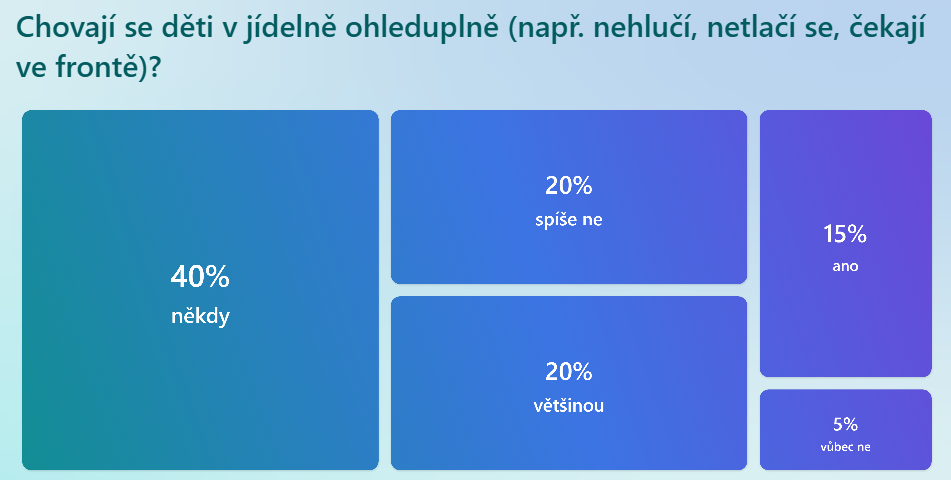 Chovají se děti v jídelně ohleduplně (např. nehlučí, netlačí se, čekají
ve frontě)?
40%
někdy
20%
spíše ne
20%
většinou
15%
ano
5%
vůbec ne